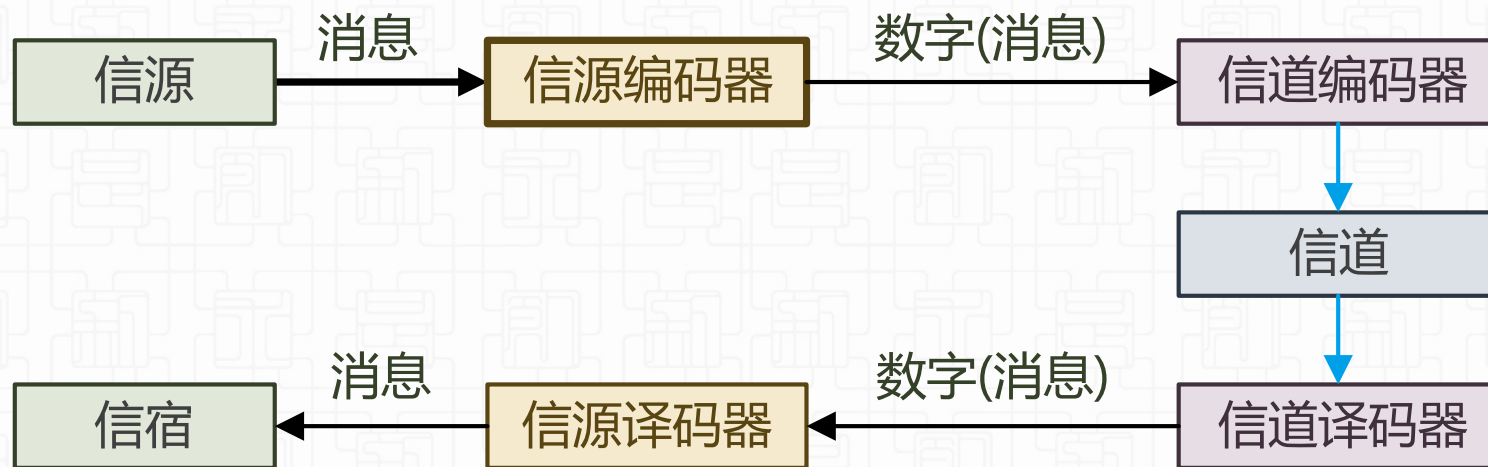 消息
数字(消息)
信源
信源编码器
信道编码器
信道
消息
数字(消息)
信宿
信源译码器
信道译码器